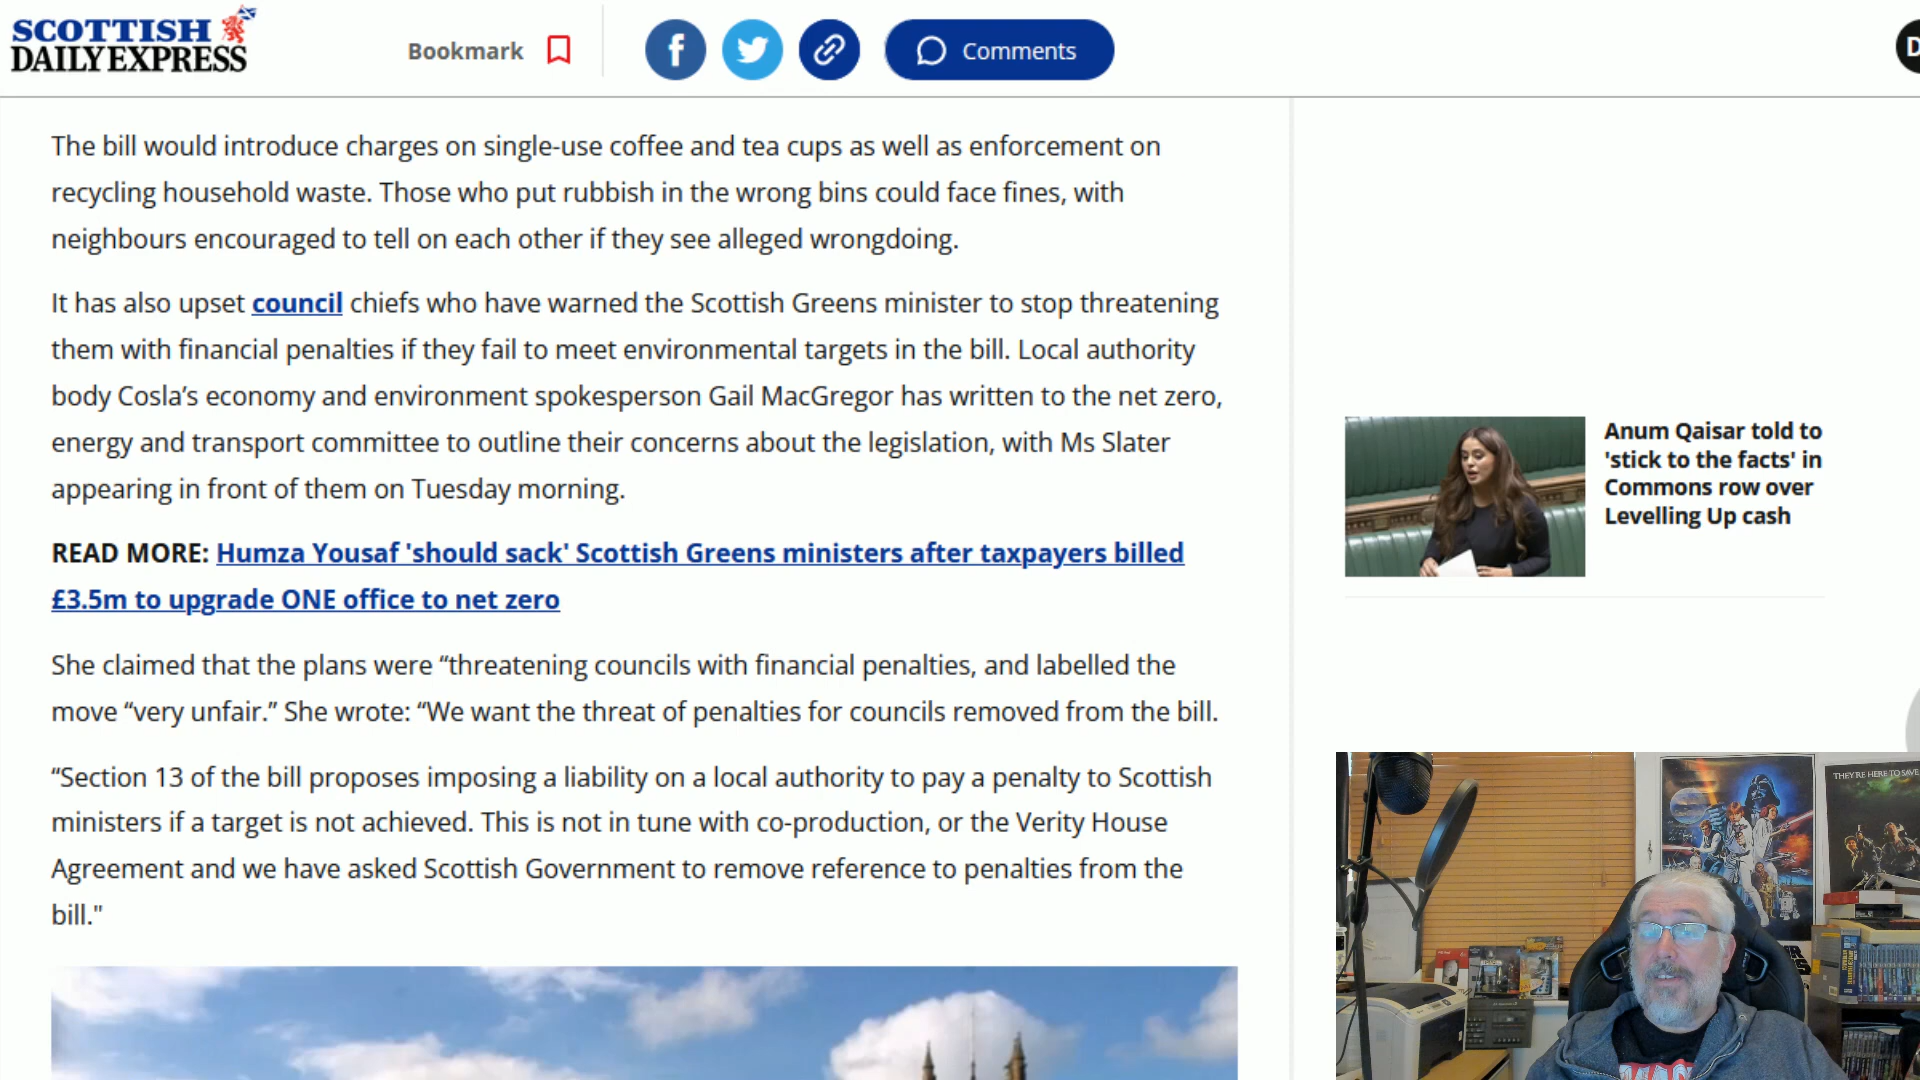 SCOTTISH
DAILY EXPRESS
Bookmark
Comments
D
The bill would introduce charges on single-use coffee and tea cups as well as enforcement on
recycling household waste. Those who put rubbish in the wrong bins could face fines, with
neighbours encouraged to tell on each other if they see alleged wrongdoing.
It has also upset council chiefs who have warned the Scottish Greens minister to stop threatening
them with financial penalties if they fail to meet environmental targets in the bill. Local authority
body Cosla’s economy and environment spokesperson Gail MacGregor has written to the net zero,
energy and transport committee to outline their concerns about the legislation, with Ms Slater
appearing in front of them on Tuesday morning.
READ MORE: Humza Yousaf 'should sack' Scottish Greens ministers after taxpayers billed
£3.5m to upgrade ONE office to net zero
She claimed that the plans were “threatening councils with financial penalties, and labelled the
move “very unfair.” She wrote: “We want the threat of penalties for councils removed from the bill.
“Section 13 of the bill proposes imposing a liability on a local authority to pay a penalty to Scottish
ministers if a target is not achieved. This is not in tune with co-production, or the Verity House
Agreement and we have asked Scottish Government to remove reference to penalties from the
bill."
Anum Qaisar told to
'stick to the facts' in
Commons row over
Levelling Up cash
THEY'RE HERE TO SAVE